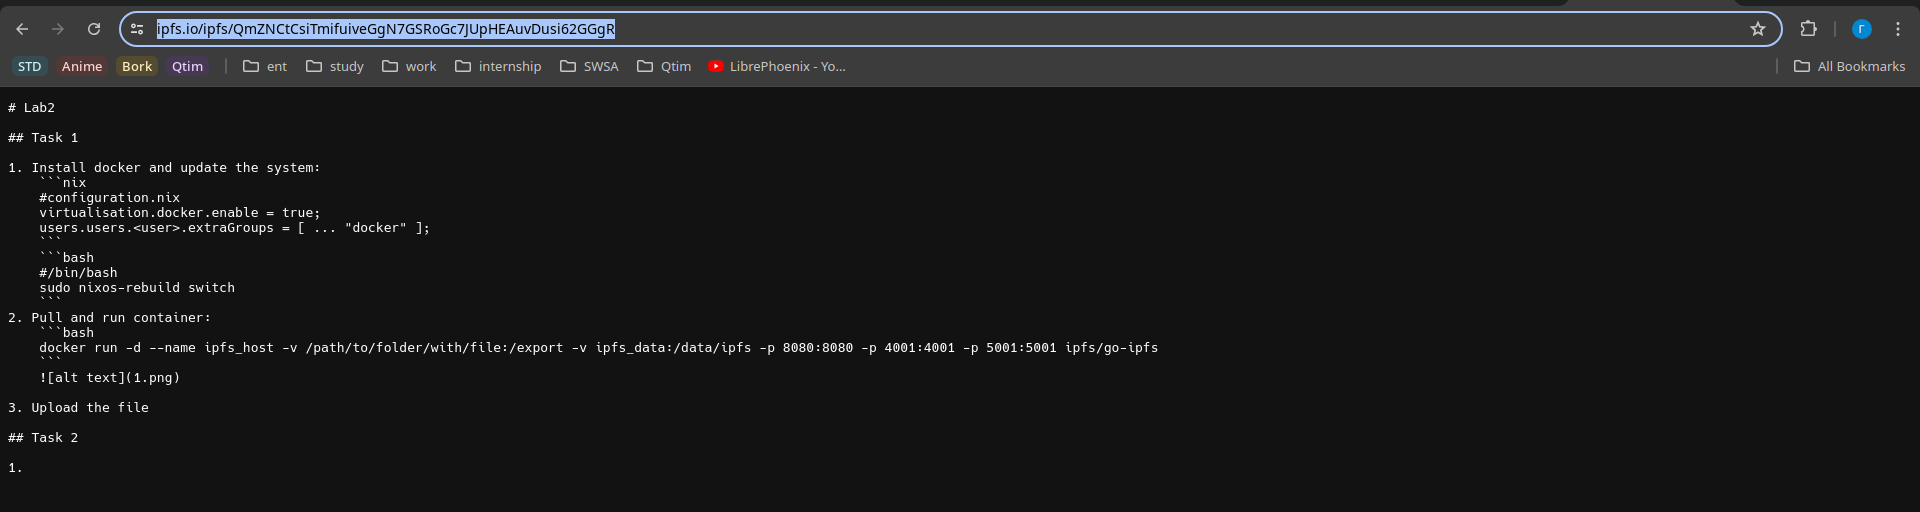 ipfs.io/ipfs/QmZNCtCsiTmifuiveGgN7GSRoGc7JUpHEAuvDusi62GGgR
Г
STD Anime Bork Qtim ent study work internship SWSA Qtim LibrePhoenix - Yo... All Bookmarks
# Lab2
## Task 1
1. Install docker and update the system:
```nix
#configuration.nix
virtualisation.docker.enable = true;
users.users.<user>.extraGroups = [ ... "docker" ];
```
```bash
#/bin/bash
sudo nixos-rebuild switch
```
2. Pull and run container:
```bash
docker run -d --name ipfs_host -v /path/to/folder/with/file:/export -v ipfs_data:/data/ipfs -p 8080:8080 -p 4001:4001 -p 5001:5001 ipfs/go-ipfs
```
![alt text](1.png)
3. Upload the file
## Task 2
1.